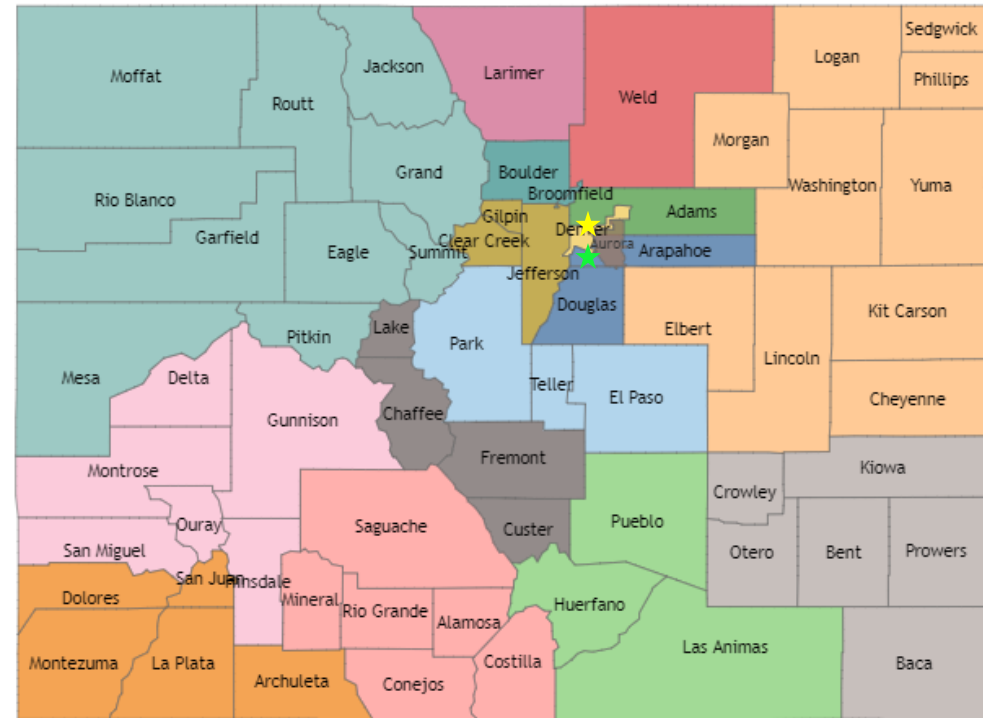 Sedgwick
Logan
Jackson
Larimer
Moffat
Phillips
Weld
Routt
Morgan
Grand
Boulder
Washington
Yuma
Rio Blanco
Broomfield
Adams
Gilpin
Denver
Garfield
Clear Creek
Aurora
Eagle
Summit
Arapahoe
Jefferson
Douglas
Kit Carson
Lake
Elbert
Pitkin
Park
Lincoln
Mesa
Delta
Teller
El Paso
Cheyenne
Chaffee
Gunnison
Fremont
Kiowa
Montrose
Crowley
Ouray
Saguache
Pueblo
Custer
San Miguel
Otero
Bent
Prowers
San Juan
Hinsdale
Dolores
Mineral
Rio Grande
Huerfano
Alamosa
Las Animas
Montezuma
La Plata
Costilla
Baca
Archuleta
Conejos